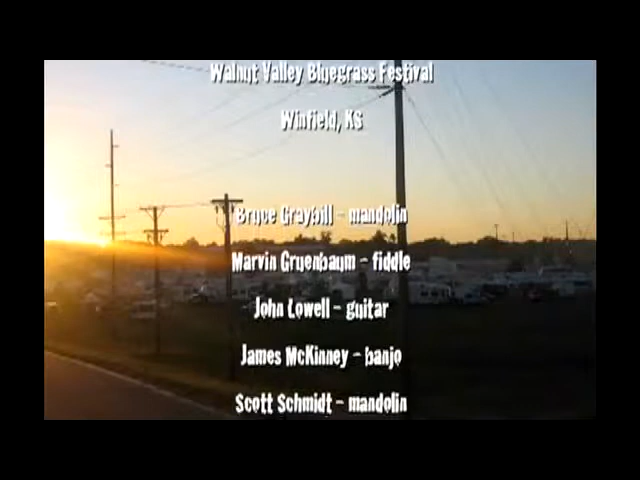 Walnut Valley Bluegrass Festival
Winfield, KS
Bruce Graybill - mandolin
Marvin Gruenbaum - fiddle
John Lowell - guitar
James McKinney - banjo
Scott Schmidt - mandolin